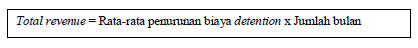 Total revenue = Rata-rata penurunan biaya detention x Jumlah bulan